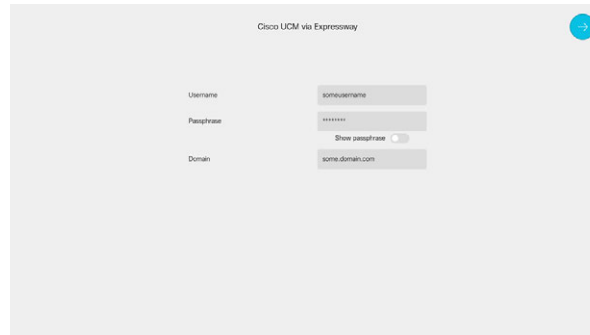 Cisco UCM via Expressway
Username someusername
Passphrase ********
Show passphrase
Domain some.domain.com